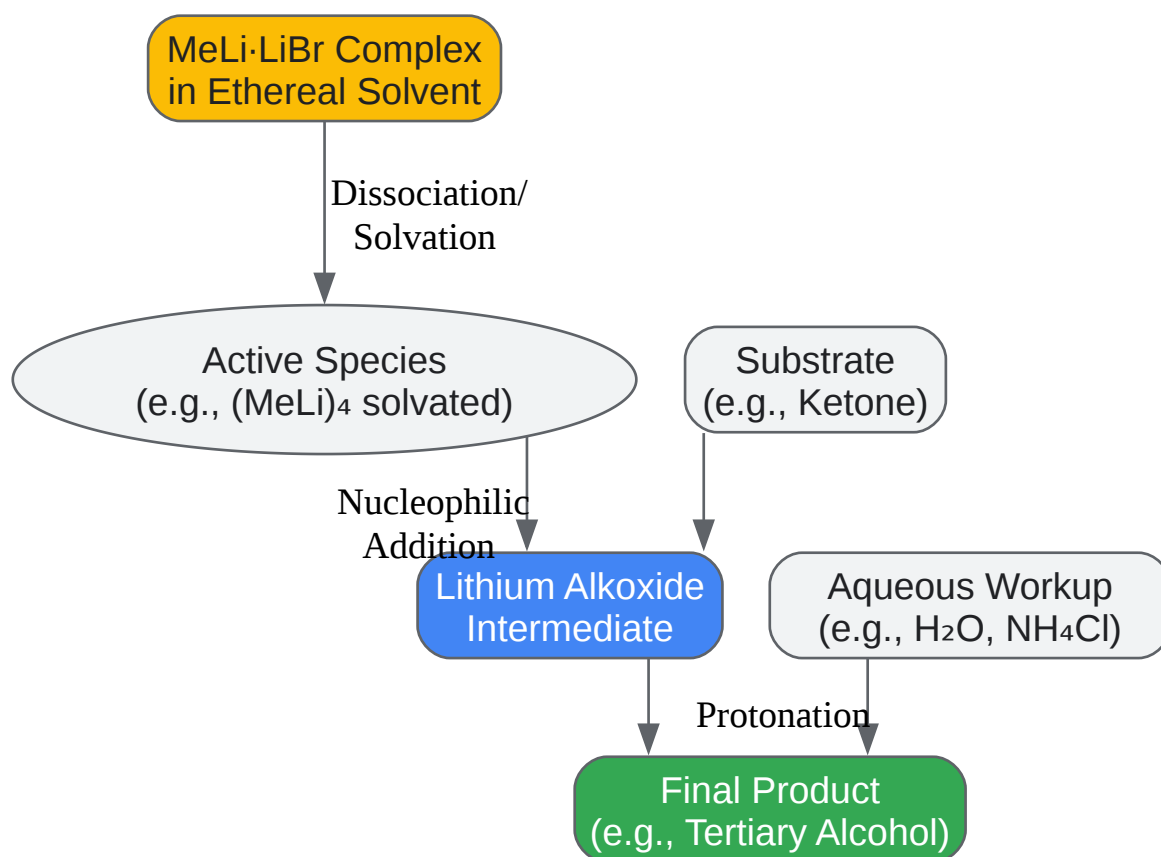 MeLi·LiBr Complex
in Ethereal Solvent
Dissociation/
Solvation
Active Species
(e.g., (MeLi)₄ solvated)
Substrate
(e.g., Ketone)
Nucleophilic
Addition
Lithium Alkoxide
Intermediate
Aqueous Workup
(e.g., H₂O, NH₄Cl)
Protonation
Final Product
(e.g., Tertiary Alcohol)